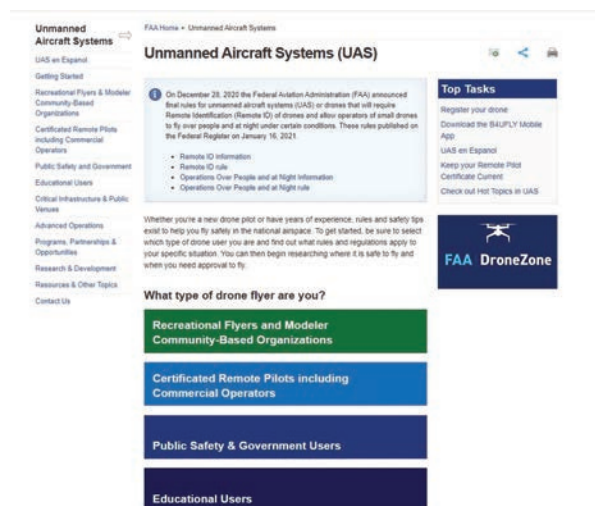 Unmanned
Aircraft Systems
UAS en Espanol
Getting Started
Recreational Flyers & Modeler
Community-Based
Organizations
Certificated Remote Pilots
including Commercial
Operators
Public Safety and Government
Educational Users
Critical Infrastructure & Public
Venues
Advanced Operations
Programs, Partnerships &
Opportunities
Research & Development
Resources & Other Topics
Contact Us
FAA Home • Unmanned Aircraft Systems
Unmanned Aircraft Systems (UAS)
On December 28, 2020 the Federal Aviation Administration (FAA) announced
final rules for unmanned aircraft systems (UAS) or drones that will require
Remote Identification (Remote ID) of drones and allow operators of small drones
to fly over people and at night under certain conditions. These rules published on
the Federal Register on January 16, 2021.
• Remote ID Information
• Remote ID rule
• Operations Over People and at Night Information
• Operations Over People and at Night rule
Whether you're a new drone pilot or have years of experience, rules and safety tips
exist to help you fly safely in the national airspace. To get started, be sure to select
which type of drone user you are and find out what rules and regulations apply to
your specific situation. You can then begin researching where it is safe to fly and
when you need approval to fly.
What type of drone flyer are you?
Recreational Flyers and Modeler
Community-Based Organizations
Certificated Remote Pilots including
Commercial Operators
Public Safety & Government Users
Educational Users
Top Tasks
Register your drone
Download the B4UFLY Mobile
App
UAS en Espanol
Keep your Remote Pilot
Certificate Current
Check out Hot Topics in UAS
FAA DroneZone